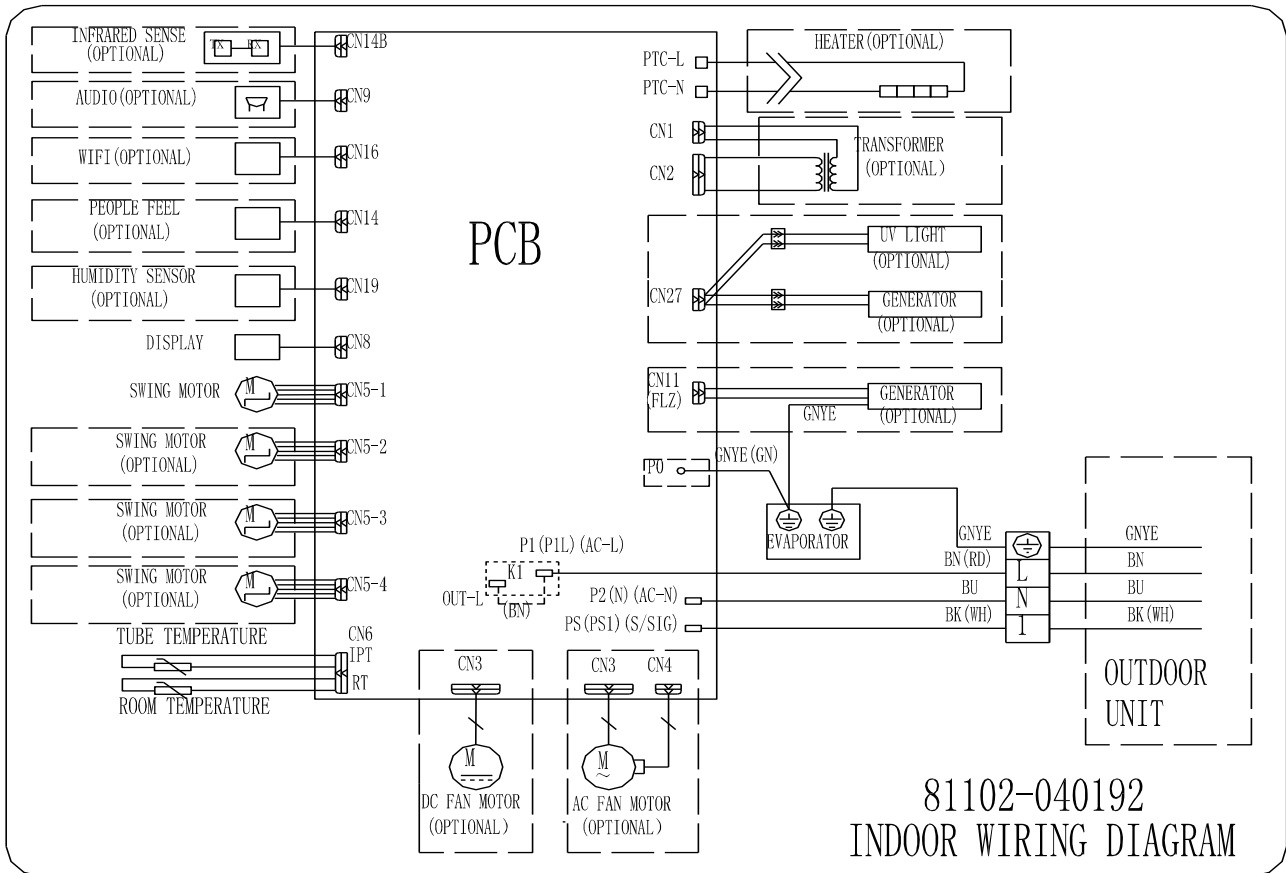 INFRARED SENSE
(OPTIONAL)
TX
RX
CN14B
AUDIO(OPTIONAL)
CN9
WIFI(OPTIONAL)
CN16
PEOPLE FEEL
(OPTIONAL)
CN14
HUMIDITY SENSOR
(OPTIONAL)
CN19
DISPLAY
CN8
SWING MOTOR
M
CN5-1
SWING MOTOR
(OPTIONAL)
M
CN5-2
SWING MOTOR
(OPTIONAL)
M
CN5-3
SWING MOTOR
(OPTIONAL)
M
CN5-4
TUBE TEMPERATURE
CN6
IPT
RT
ROOM TEMPERATURE
PCB
PTC-L
PTC-N
HEATER(OPTIONAL)
CN1
CN2
TRANSFORMER
(OPTIONAL)
CN27
UV LIGHT
(OPTIONAL)
GENERATOR
(OPTIONAL)
CN11
(FLZ)
GENERATOR
(OPTIONAL)
GNYE
P0
GNYE(GN)
EVAPORATOR
P1(P1L)(AC-L)
K1
OUT-L
(BN)
P2(N)(AC-N)
PS(PS1)(S/SIG)
GNYE
BN(RD)
BU
BK(WH)
L
N
1
GNYE
BN
BU
BK(WH)
OUTDOOR
UNIT
CN3
M
DC FAN MOTOR
(OPTIONAL)
CN3
CN4
M
~
AC FAN MOTOR
(OPTIONAL)
81102-040192
INDOOR WIRING DIAGRAM